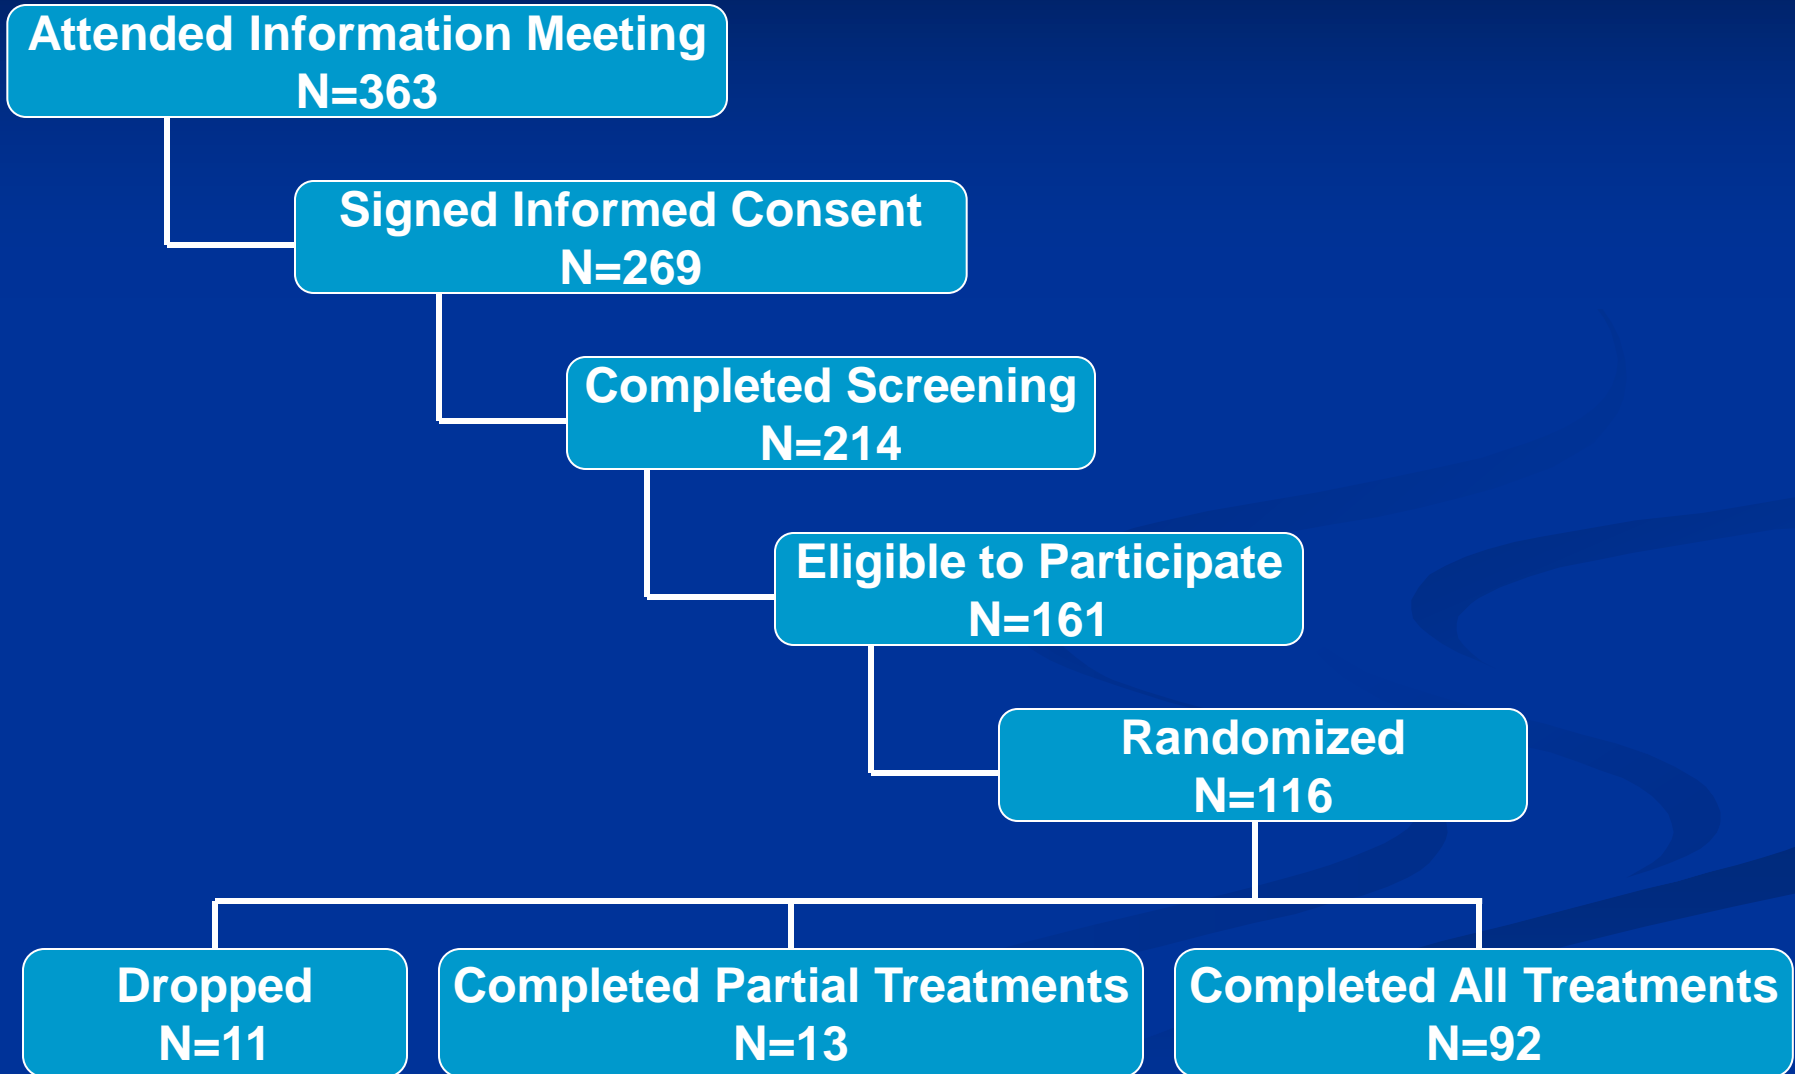 Attended Information Meeting
N=363
Signed Informed Consent
N=269
Completed Screening
N=214
Eligible to Participate
N=161
Randomized
N=116
Dropped
N=11
Completed Partial Treatments
N=13
Completed All Treatments
N=92